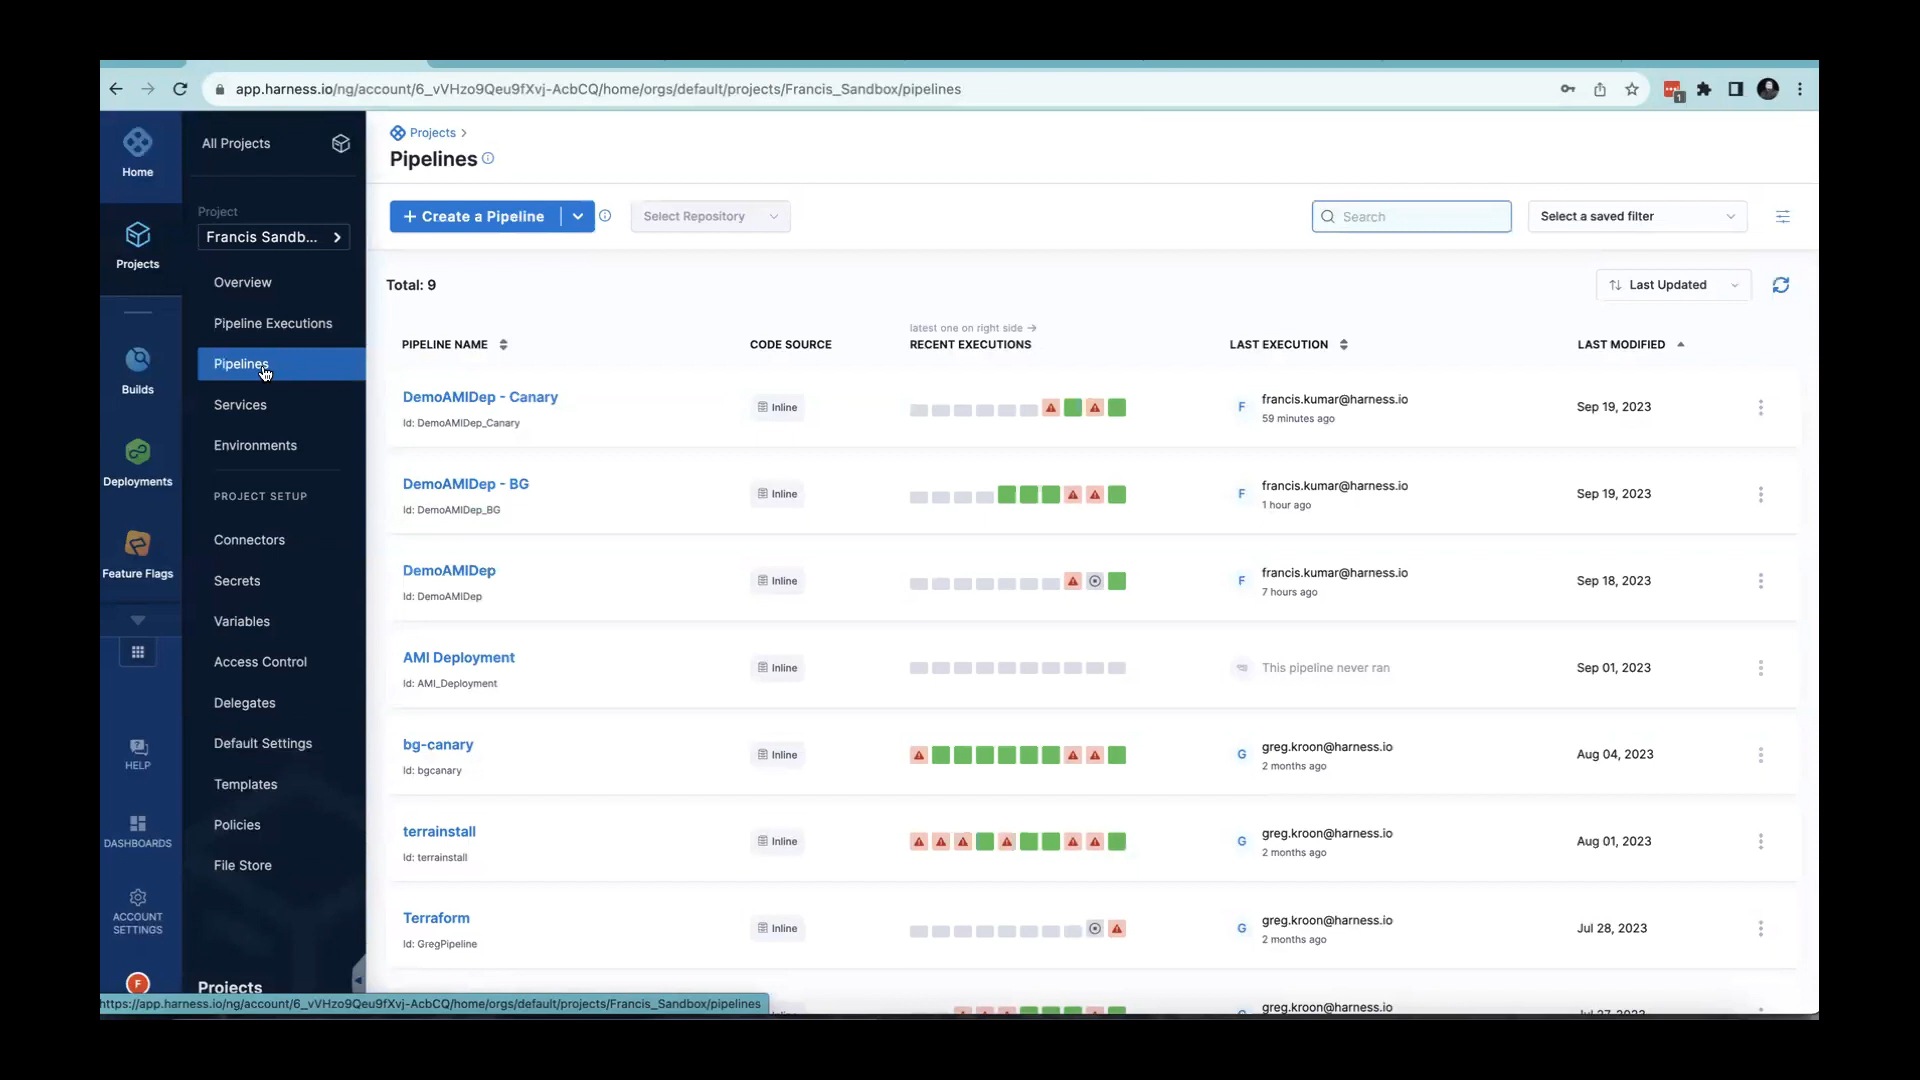 app.harness.io/ng/account/6_vVHzo9Qeu9fXvj-AcbCQ/home/orgs/default/projects/Francis_Sandbox/pipelines
1
Home
Projects
Builds
Deployments
Feature Flags
HELP
DASHBOARDS
ACCOUNT
SETTINGS
F
All Projects
Project
Francis Sandb...
Overview
Pipeline Executions
Pipelines
Services
Environments
PROJECT SETUP
Connectors
Secrets
Variables
Access Control
Delegates
Default Settings
Templates
Policies
File Store
Projects
Projects >
Pipelines
+ Create a Pipeline
Select Repository
Search
Select a saved filter
Total: 9
Last Updated
latest one on right side →
PIPELINE NAME CODE SOURCE RECENT EXECUTIONS LAST EXECUTION LAST MODIFIED
DemoAMIDep - Canary
Id: DemoAMIDep_Canary
Inline
F francis.kumar@harness.io
59 minutes ago
Sep 19, 2023
DemoAMIDep - BG
Id: DemoAMIDep_BG
Inline
F francis.kumar@harness.io
1 hour ago
Sep 19, 2023
DemoAMIDep
Id: DemoAMIDep
Inline
F francis.kumar@harness.io
7 hours ago
Sep 18, 2023
AMI Deployment
Id: AMI_Deployment
Inline
This pipeline never ran
Sep 01, 2023
bg-canary
Id: bgcanary
Inline
G greg.kroon@harness.io
2 months ago
Aug 04, 2023
terrainstall
Id: terrainstall
Inline
G greg.kroon@harness.io
2 months ago
Aug 01, 2023
Terraform
Id: GregPipeline
Inline
G greg.kroon@harness.io
2 months ago
Jul 28, 2023
G greg.kroon@harness.io
https://app.harness.io/ng/account/6_vVHzo9Qeu9fXvj-AcbCQ/home/orgs/default/projects/Francis_Sandbox/pipelines